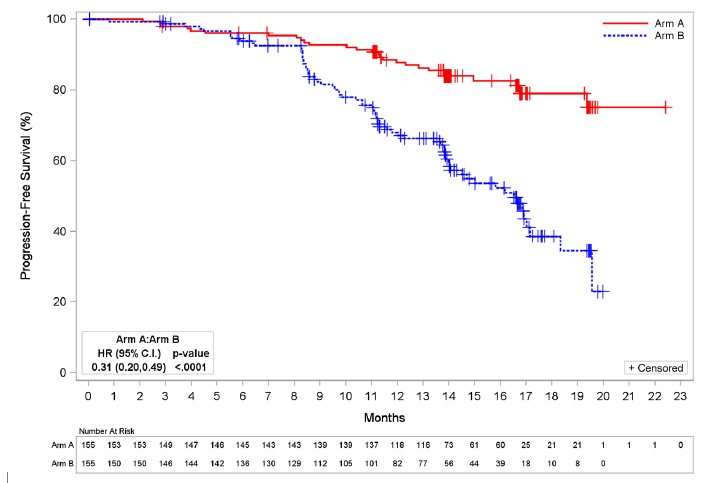 100
80
60
40
20
0
Progression-Free Survival (%)
Arm A
Arm B
Arm A:Arm B
HR (95% C.I.) p-value
0.31 (0.20,0.49) <.0001
+ Censored
0 1 2 3 4 5 6 7 8 9 10 11 12 13 14 15 16 17 18 19 20 21 22 23
Months
Number At Risk
Arm A 155 153 153 149 147 146 145 143 143 139 139 137 118 116 73 61 60 25 21 21 1 1 1 0
Arm B 155 150 150 146 144 142 136 130 129 112 105 101 82 77 56 44 39 18 10 8 0